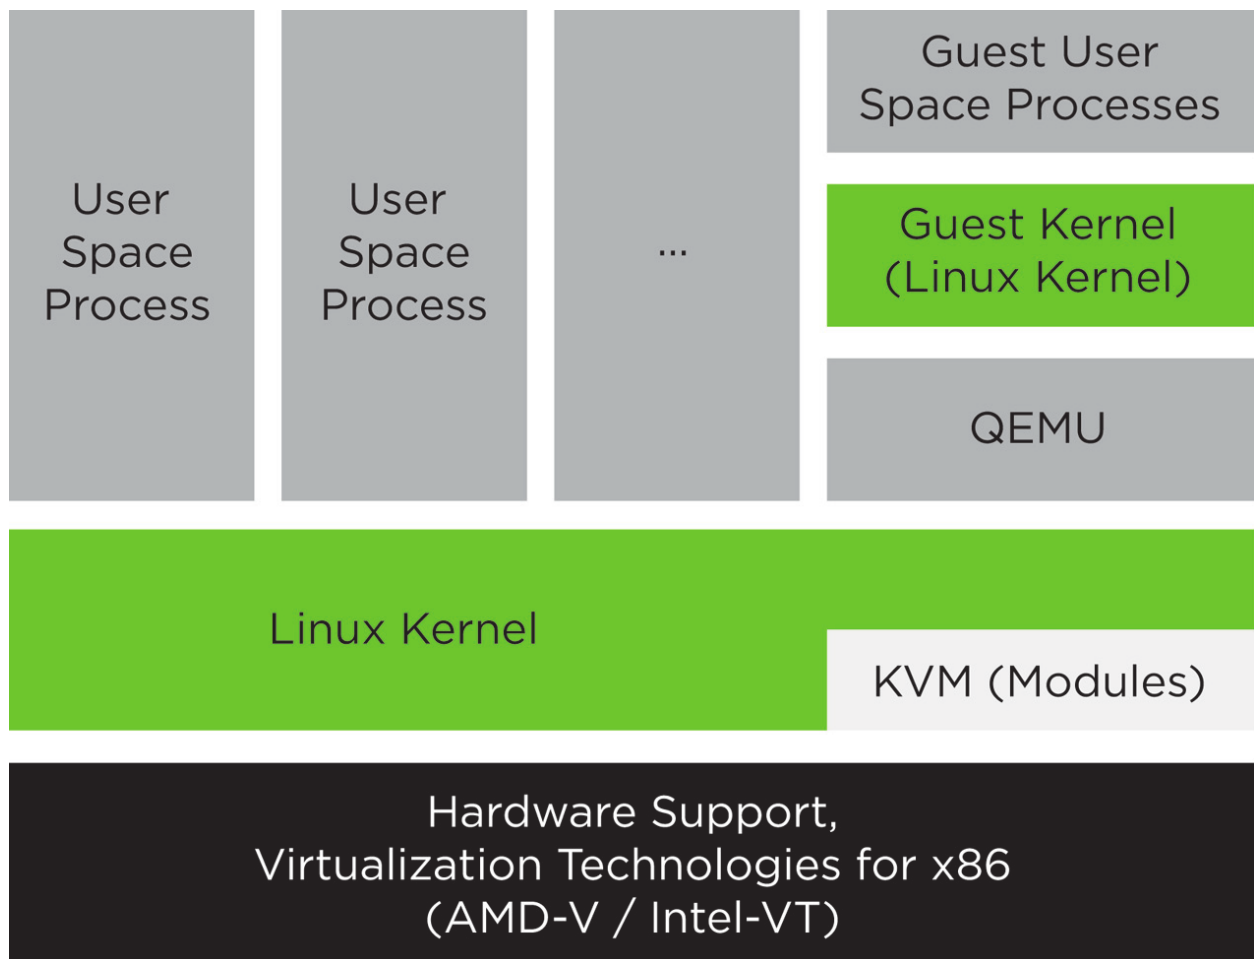 User
Space
Process
User
Space
Process
...
Guest User
Space Processes
Guest Kernel
(Linux Kernel)
QEMU
Linux Kernel
KVM (Modules)
Hardware Support,
Virtualization Technologies for x86
(AMD-V / Intel-VT)